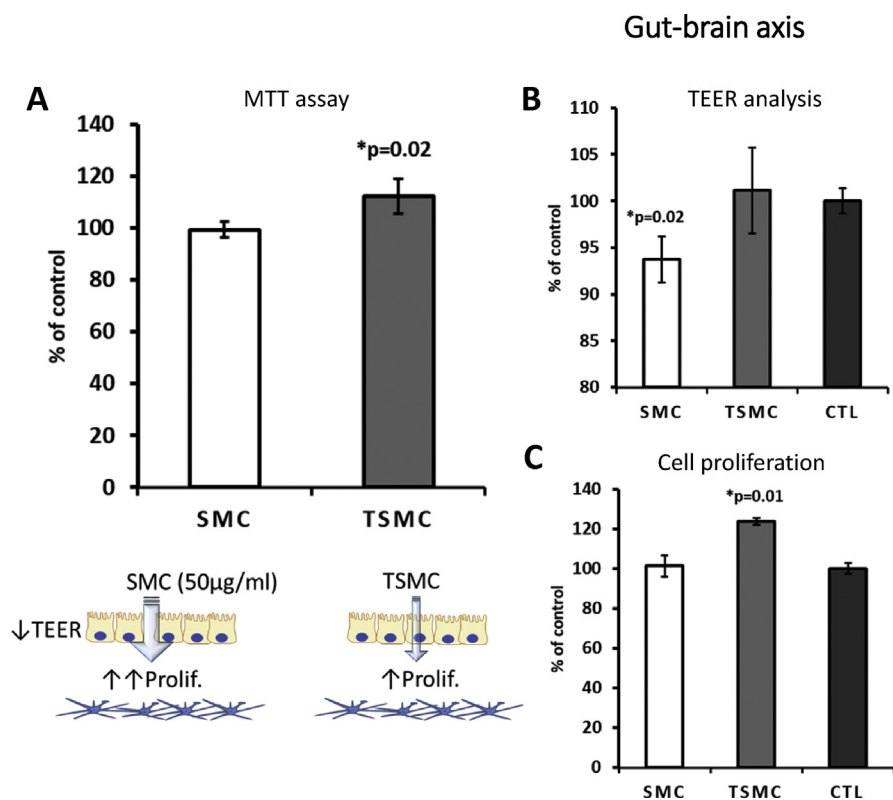 Gut-brain axis
A
MTT assay
% of control
140
120
100
80
60
40
20
0
*p=0.02
SMC
TSMC
B
TEER analysis
% of control
110
105
100
95
90
85
80
*p=0.02
SMC
TSMC
CTL
C
Cell proliferation
% of control
140
120
100
80
60
40
20
0
*p=0.01
SMC
TSMC
CTL
SMC (50µg/ml)
↓TEER
↑↑Prolif.
TSMC
↑Prolif.